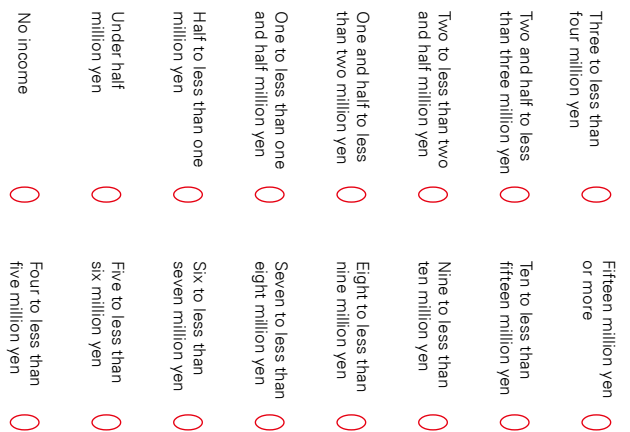 No income
Under half
million yen
Half to less than one
million yen
One to less than one
and half million yen
One and half to less
than two million yen
Two to less than two
and half million yen
Two and half to less
than three million yen
Three to less than
four million yen
Four to less than
five million yen
Five to less than
six million yen
Six to less than
seven million yen
Seven to less than
eight million yen
Eight to less than
nine million yen
Nine to less than
ten million yen
Ten to less than
fifteen million yen
Fifteen million yen
or more